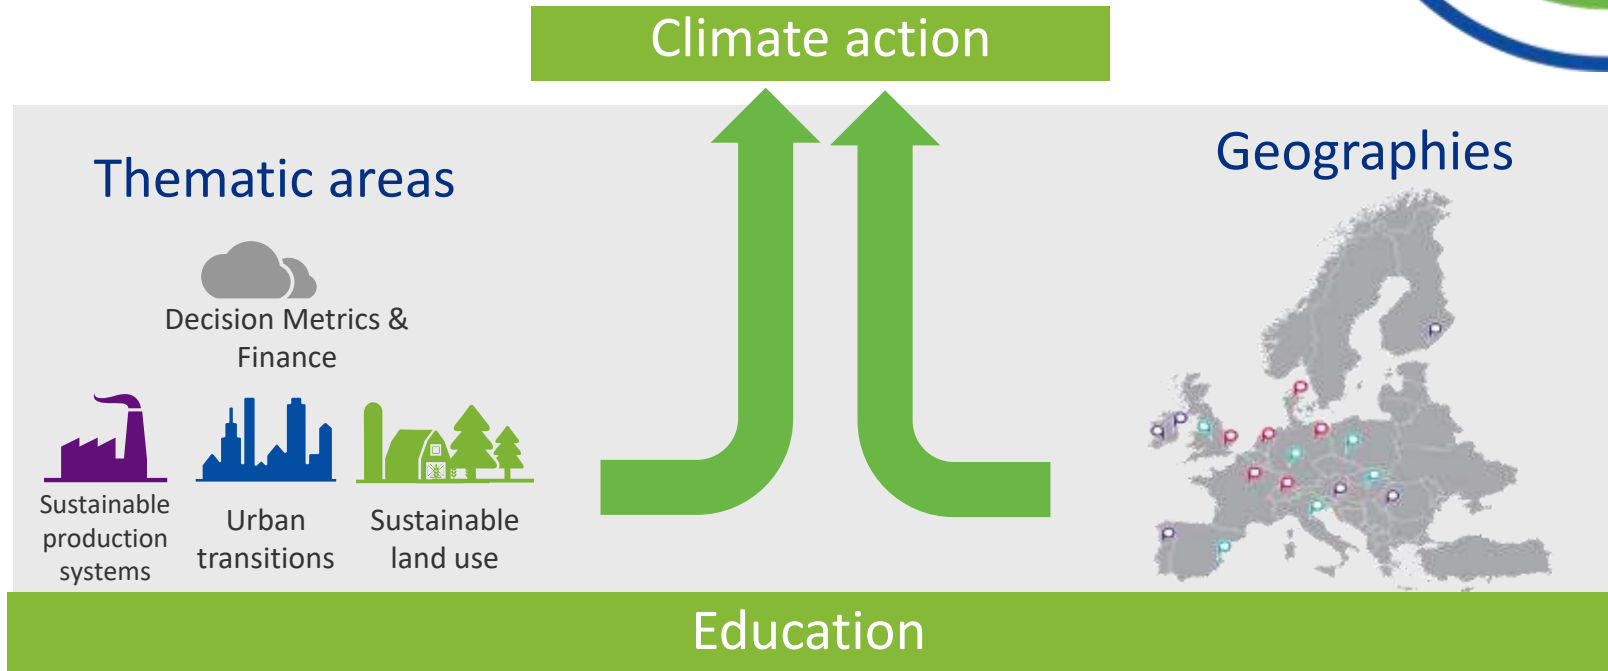 Climate action
Thematic areas
Decision Metrics &
Finance
Sustainable
production
systems
Urban
transitions
Sustainable
land use
Geographies
Education